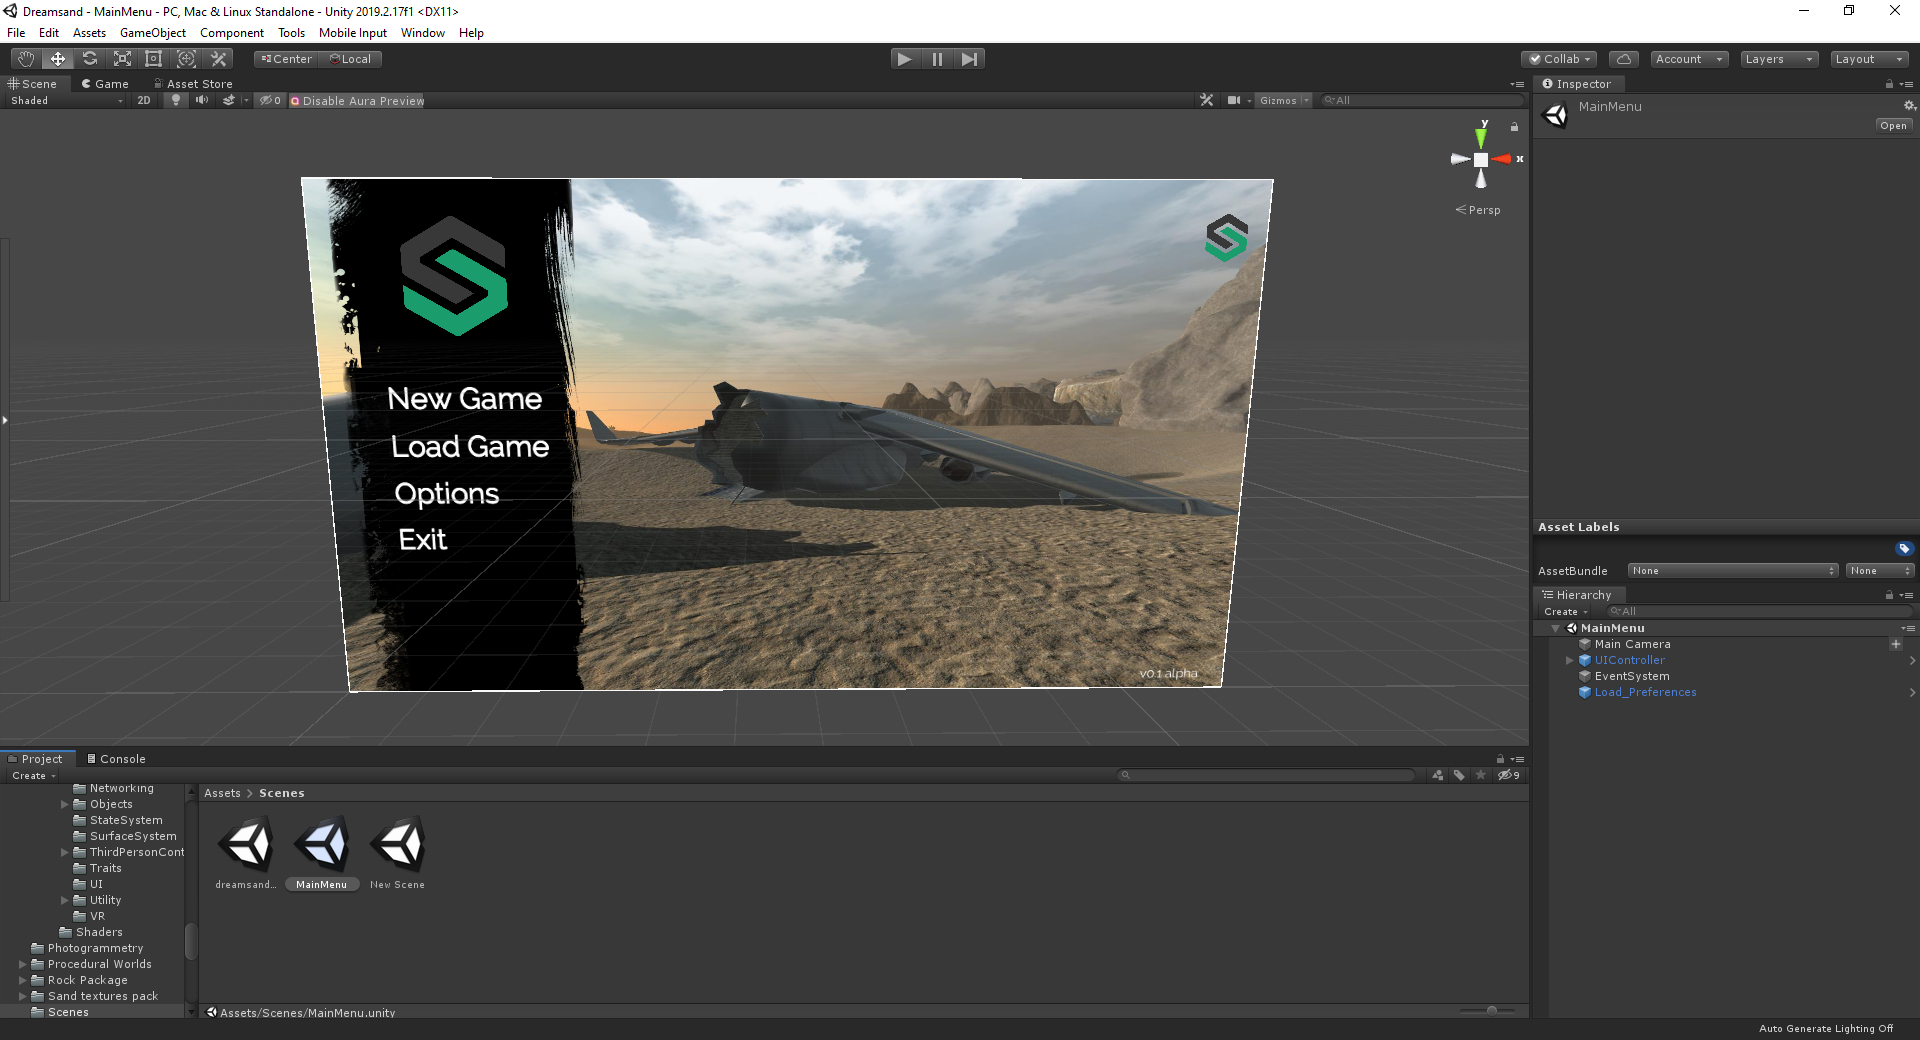 Dreamsand - MainMenu - PC, Mac & Linux Standalone - Unity 2019.2.17f1 <DX11>
File Edit Assets GameObject Component Tools Mobile Input Window Help
Center Local
Collab Account Layers Layout
Scene Game Asset Store
Shaded 2D 0 Disable Aura Preview
Gizmos All
y
x
Persp
New Game
Load Game
Options
Exit
v0.1 alpha
Inspector
MainMenu
Open
Asset Labels
AssetBundle None None
Hierarchy
Create All
MainMenu
Main Camera
UIController
EventSystem
Load_Preferences
Project Console
Create
9
Networking
Objects
StateSystem
SurfaceSystem
ThirdPersonCont
Traits
UI
Utility
VR
Shaders
Photogrammetry
Procedural Worlds
Rock Package
Sand textures pack
Scenes
Assets > Scenes
dreamsand...
MainMenu
New Scene
Assets/Scenes/MainMenu.unity
Auto Generate Lighting Off